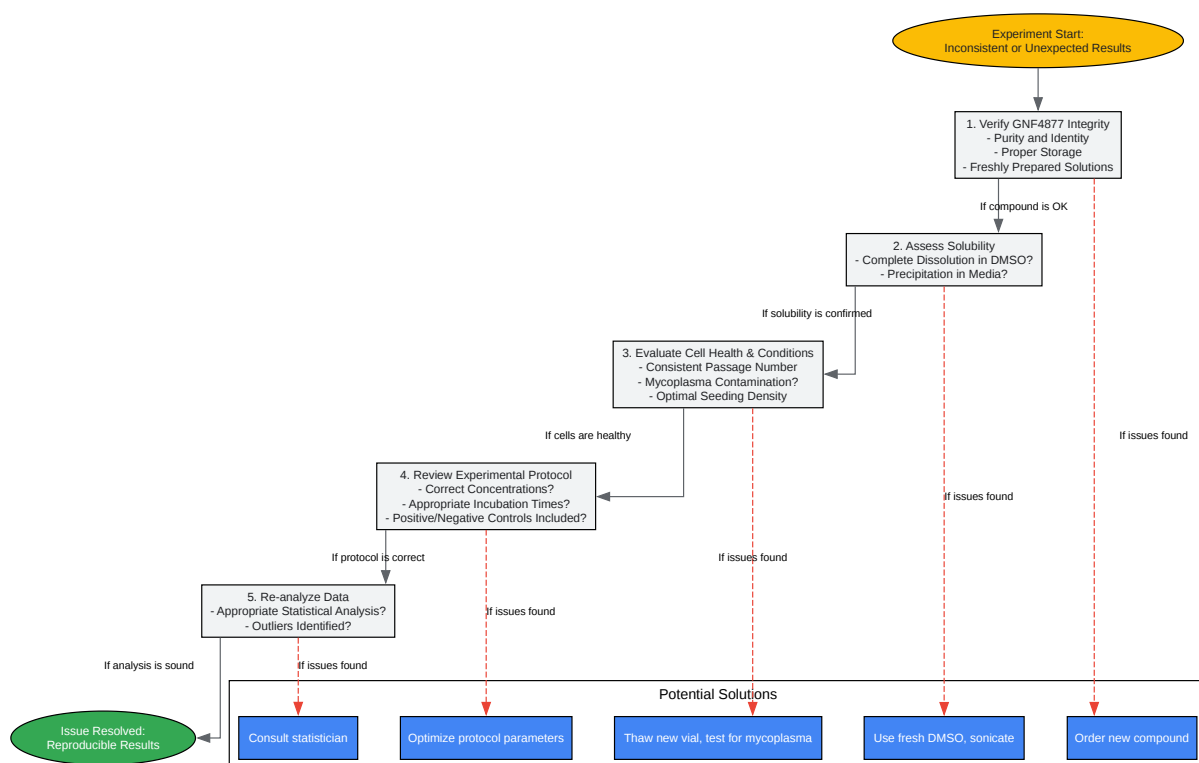 Experiment Start:
Inconsistent or Unexpected Results
1. Verify GNF4877 Integrity
- Purity and Identity
- Proper Storage
- Freshly Prepared Solutions
If compound is OK
2. Assess Solubility
- Complete Dissolution in DMSO?
- Precipitation in Media?
If solubility is confirmed
3. Evaluate Cell Health & Conditions
- Consistent Passage Number
- Mycoplasma Contamination?
- Optimal Seeding Density
If cells are healthy
If issues found
4. Review Experimental Protocol
- Correct Concentrations?
- Appropriate Incubation Times?
- Positive/Negative Controls Included?
If issues found
If protocol is correct
If issues found
5. Re-analyze Data
- Appropriate Statistical Analysis?
- Outliers Identified?
If issues found
If analysis is sound
If issues found
Potential Solutions
Issue Resolved:
Reproducible Results
Consult statistician
Optimize protocol parameters
Thaw new vial, test for mycoplasma
Use fresh DMSO, sonicate
Order new compound